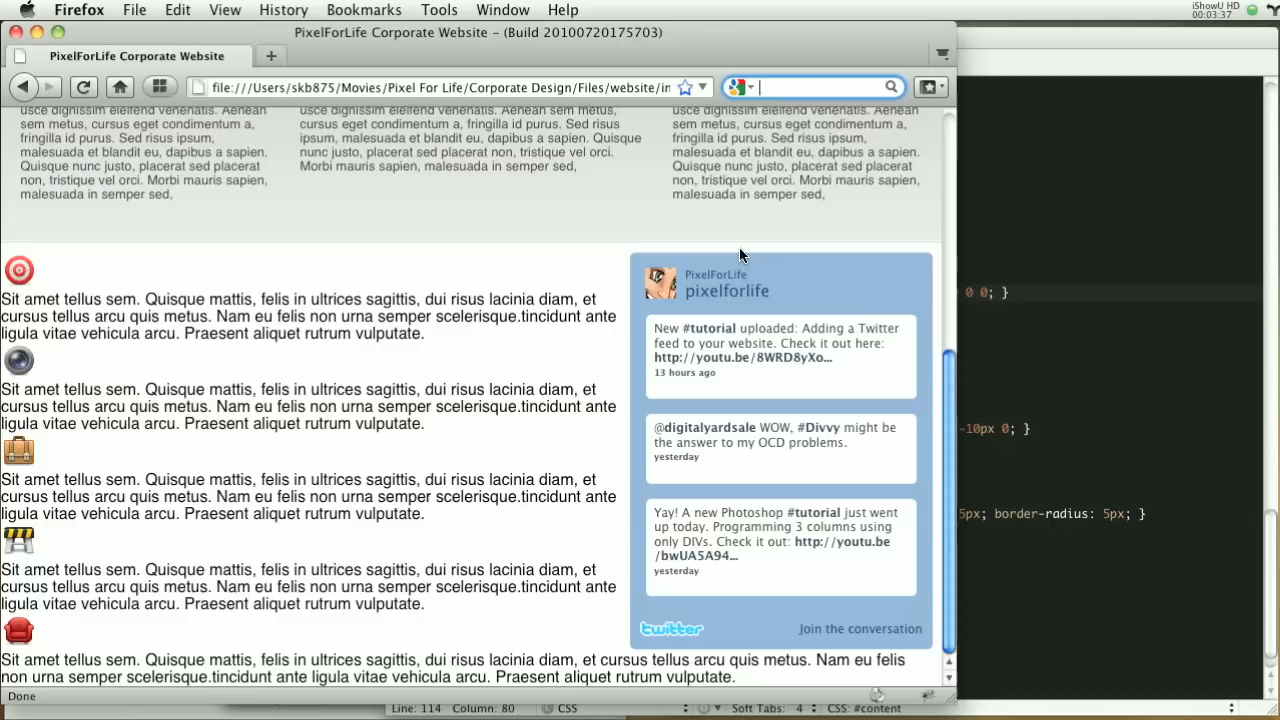 Firefox File Edit View History Bookmarks Tools Window Help
iShowU HD
00:03:37
PixelForLife Corporate Website – (Build 20100720175703)
PixelForLife Corporate Website
file:///Users/skb875/Movies/Pixel For Life/Corporate Design/Files/website/in
usce dignissim eleifend venenatis. Aenean
sem metus, cursus eget condimentum a,
fringilla id purus. Sed risus ipsum,
malesuada et blandit eu, dapibus a sapien.
Quisque nunc justo, placerat sed placerat
non, tristique vel orci. Morbi mauris sapien,
malesuada in semper sed,
usce dignissim eleifend venenatis. Aenean sem metus,
cursus eget condimentum a, fringilla id purus. Sed risus
ipsum, malesuada et blandit eu, dapibus a sapien. Quisque
nunc justo, placerat sed placerat non, tristique vel orci.
Morbi mauris sapien, malesuada in semper sed,
usce dignissim eleifend venenatis. Aenean
sem metus, cursus eget condimentum a,
fringilla id purus. Sed risus ipsum,
malesuada et blandit eu, dapibus a sapien.
Quisque nunc justo, placerat sed placerat
non, tristique vel orci. Morbi mauris sapien,
malesuada in semper sed,
Sit amet tellus sem. Quisque mattis, felis in ultrices sagittis, dui risus lacinia diam, et
cursus tellus arcu quis metus. Nam eu felis non urna semper scelerisque.tincidunt ante
ligula vitae vehicula arcu. Praesent aliquet rutrum vulputate.
Sit amet tellus sem. Quisque mattis, felis in ultrices sagittis, dui risus lacinia diam, et
cursus tellus arcu quis metus. Nam eu felis non urna semper scelerisque.tincidunt ante
ligula vitae vehicula arcu. Praesent aliquet rutrum vulputate.
Sit amet tellus sem. Quisque mattis, felis in ultrices sagittis, dui risus lacinia diam, et
cursus tellus arcu quis metus. Nam eu felis non urna semper scelerisque.tincidunt ante
ligula vitae vehicula arcu. Praesent aliquet rutrum vulputate.
Sit amet tellus sem. Quisque mattis, felis in ultrices sagittis, dui risus lacinia diam, et
cursus tellus arcu quis metus. Nam eu felis non urna semper scelerisque.tincidunt ante
ligula vitae vehicula arcu. Praesent aliquet rutrum vulputate.
Sit amet tellus sem. Quisque mattis, felis in ultrices sagittis, dui risus lacinia diam, et cursus tellus arcu quis metus. Nam eu felis
non urna semper scelerisque.tincidunt ante ligula vitae vehicula arcu. Praesent aliquet rutrum vulputate.
PixelForLife
pixelforlife
New #tutorial uploaded: Adding a Twitter
feed to your website. Check it out here:
http://youtu.be/8WRD8yXo...
13 hours ago
@digitalyardsale WOW, #Divvy might be
the answer to my OCD problems.
yesterday
Yay! A new Photoshop #tutorial just went
up today. Programming 3 columns using
only DIVs. Check it out: http://youtu.be
/bwUA5A94...
yesterday
twitter
Join the conversation
0 0; }
-10px 0; }
5px; border-radius: 5px; }
Done
Line: 114 Column: 80
CSS
Soft Tabs: 4
CSS: #content